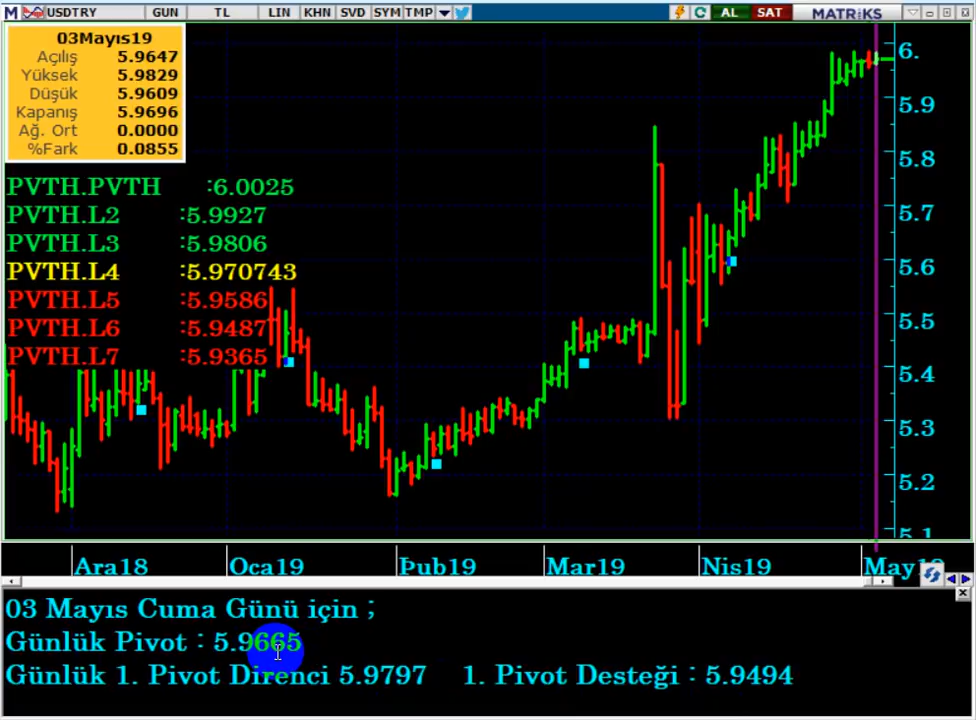 M USDTRY GUN TL LIN KHN SVD SYM TMP AL SAT MATRiKS
03Mayıs19
Açılış 5.9647
Yüksek 5.9829
Düşük 5.9609
Kapanış 5.9696
Ağ. Ort 0.0000
%Fark 0.0855
PVTH.PVTH :6.0025
PVTH.L2 :5.9927
PVTH.L3 :5.9806
PVTH.L4 :5.970743
PVTH.L5 :5.9586
PVTH.L6 :5.9487
PVTH.L7 :5.9365
6.
5.9
5.8
5.7
5.6
5.5
5.4
5.3
5.2
5.1
Ara18 Oca19 Þub19 Mar19 Nis19 May19
03 Mayıs Cuma Günü için ;
Günlük Pivot : 5.9665
Günlük 1. Pivot Direnci 5.9797 1. Pivot Desteği : 5.9494